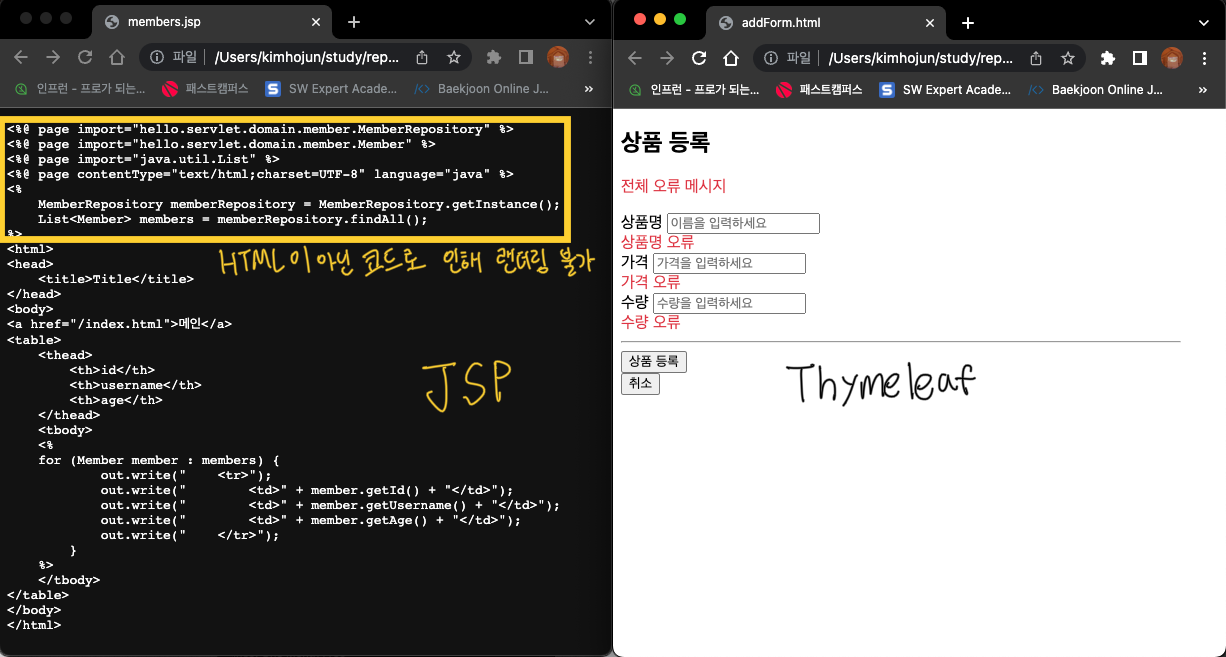 members.jsp
파일 /Users/kimhojun/study/rep...
인프런 - 프로가 되는... 패스트캠퍼스 SW Expert Acade... Baekjoon Online J... »
<%@ page import="hello.servlet.domain.member.MemberRepository" %>
<%@ page import="hello.servlet.domain.member.Member" %>
<%@ page import="java.util.List" %>
<%@ page contentType="text/html;charset=UTF-8" language="java" %>
<%
    MemberRepository memberRepository = MemberRepository.getInstance();
    List<Member> members = memberRepository.findAll();
%>
<html>
HTML이 아닌 코드로 인해 랜더링 불가
<head>
    <title>Title</title>
</head>
<body>
<a href="/index.html">메인</a>
<table>
    <thead>
        <th>id</th>
        <th>username</th>
        <th>age</th>
JSP
    </thead>
    <tbody>
    <%
    for (Member member : members) {
            out.write("    <tr>");
            out.write("        <td>" + member.getId() + "</td>");
            out.write("        <td>" + member.getUsername() + "</td>");
            out.write("        <td>" + member.getAge() + "</td>");
            out.write("    </tr>");
        }
    %>
    </tbody>
</table>
</body>
</html>
addForm.html
파일 /Users/kimhojun/study/rep...
인프런 - 프로가 되는... 패스트캠퍼스 SW Expert Acade... Baekjoon Online J... »
상품 등록
전체 오류 메시지
상품명 이름을 입력하세요
상품명 오류
가격 가격을 입력하세요
가격 오류
수량 수량을 입력하세요
수량 오류
상품 등록
취소
Thymeleaf